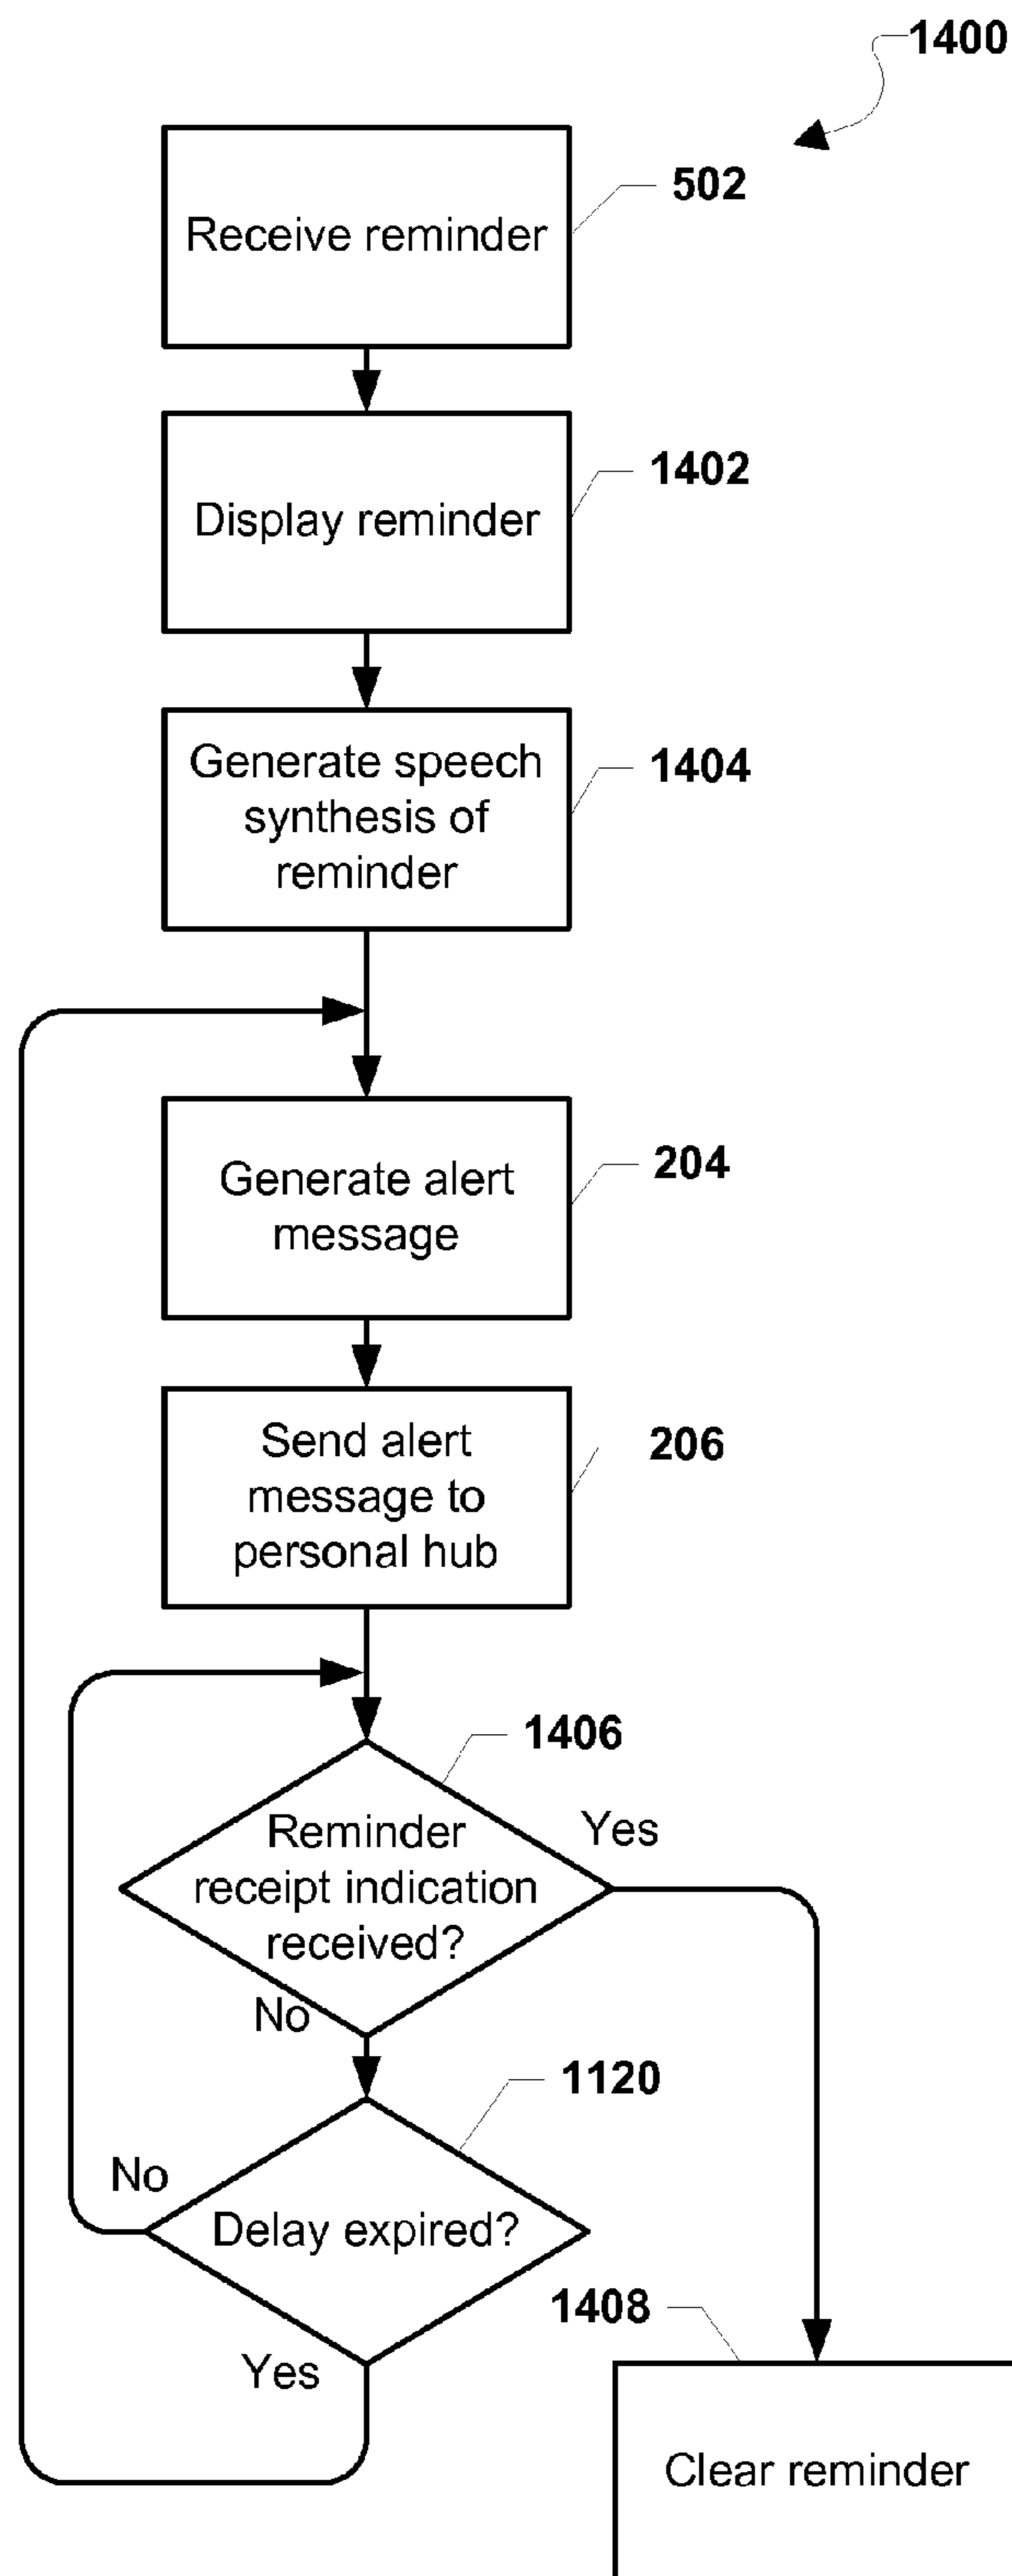 1400
502
Receive reminder
1402
Display reminder
Generate speech
1404
synthesis of
reminder
204
Generate alert
message
Send alert
206
message to
personal hub
1406
Yes
Reminder
receipt indication
received?
No
1120
No
Delay expired?
1408
Yes
Clear reminder